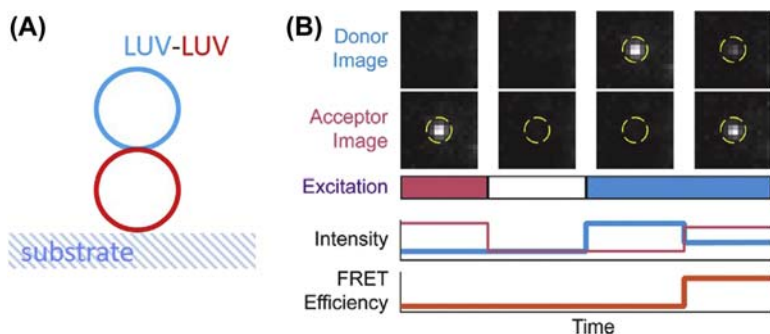 (A)
LUV-LUV
substrate
(B)
Donor
Image
Acceptor
Image
Excitation
Intensity
FRET
Efficiency
Time